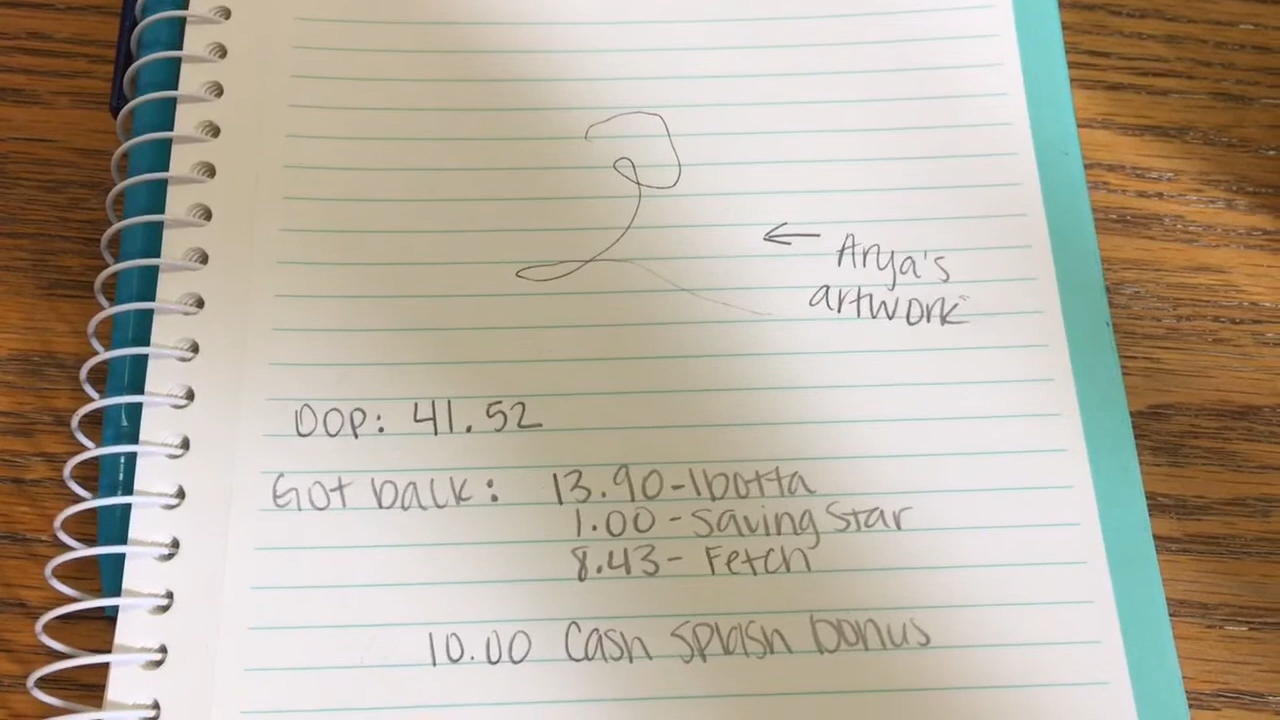 ← Arya's
artwork
OOP: 41.52
Got back: 13.90-Ibotta
1.00-Saving Star
8.43-Fetch
10.00 Cash Splash bonus